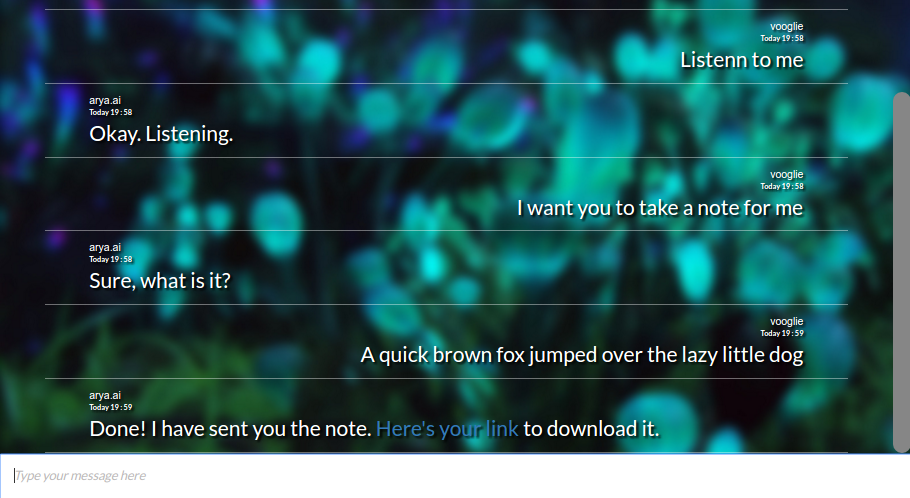 vooglie
Today 19:58
Listenn to me
arya.ai
Today 19:58
Okay. Listening.
vooglie
Today 19:58
I want you to take a note for me
arya.ai
Today 19:58
Sure, what is it?
vooglie
Today 19:59
A quick brown fox jumped over the lazy little dog
arya.ai
Today 19:59
Done! I have sent you the note. Here's your link to download it.
Type your message here